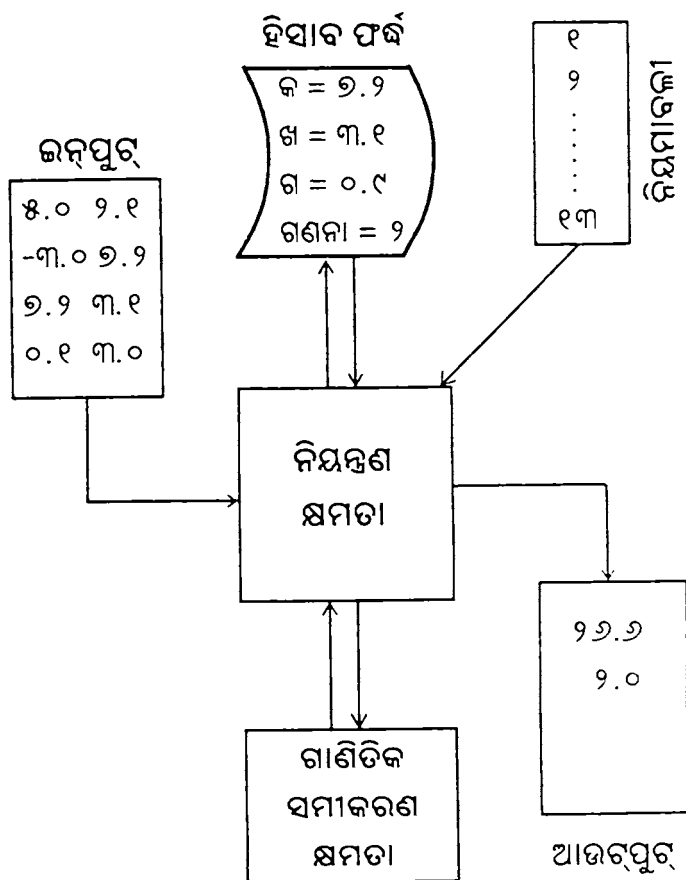 ହିସାବ ଫର୍ଦ୍ଦ
କ = ୭.୨
ଖ = ୩.୧
ଗ = ୦.୯
ଗଣନା = ୨
୧
୨
.
.
.
.
.
୧୩
ନିୟମାବଳୀ
ଇନ୍‌ପୁଟ୍
୫.୦ ୨.୧
-୩.୦ ୭.୨
୭.୨ ୩.୧
୦.୧ ୩.୦
ନିୟନ୍ତ୍ରଣ
କ୍ଷମତା
୨୬.୬
୨.୦
ଆଉଟ୍‌ପୁଟ୍
ଗାଣିତିକ
ସମୀକରଣ
କ୍ଷମତା